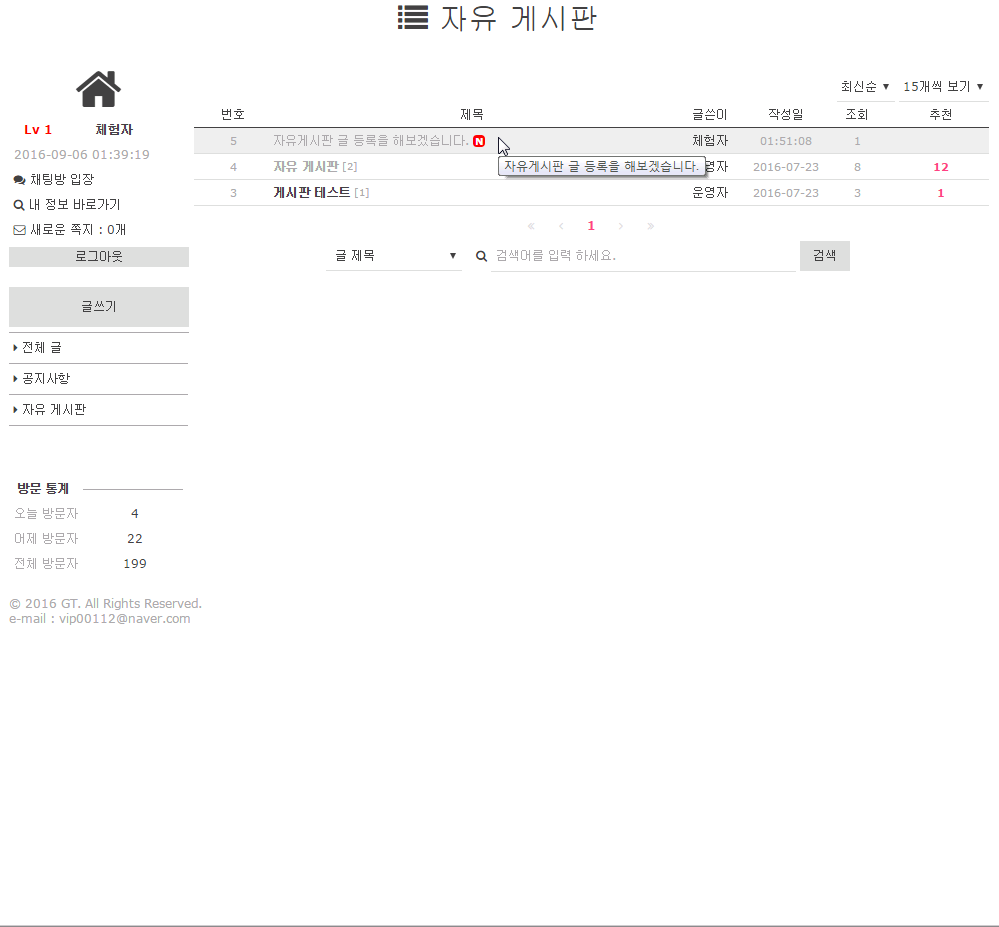 자유 게시판
최신순 15개씩 보기
Lv 1 체험자
2016-09-06 01:39:19
채팅방 입장
내 정보 바로가기
새로운 쪽지 : 0개
로그아웃
글쓰기
전체 글
공지사항
자유 게시판
방문 통계
오늘 방문자 4
어제 방문자 22
전체 방문자 199
© 2016 GT. All Rights Reserved.
e-mail : vip00112@naver.com
번호 제목 글쓴이 작성일 조회 추천
5 자유게시판 글 등록을 해보겠습니다. N 체험자 01:51:08 1
자유게시판 글 등록을 해보겠습니다.
4 자유 게시판 [2] 영자 2016-07-23 8 12
3 게시판 테스트 [1] 운영자 2016-07-23 3 1
« ‹ 1 › »
글 제목 검색어를 입력 하세요. 검색